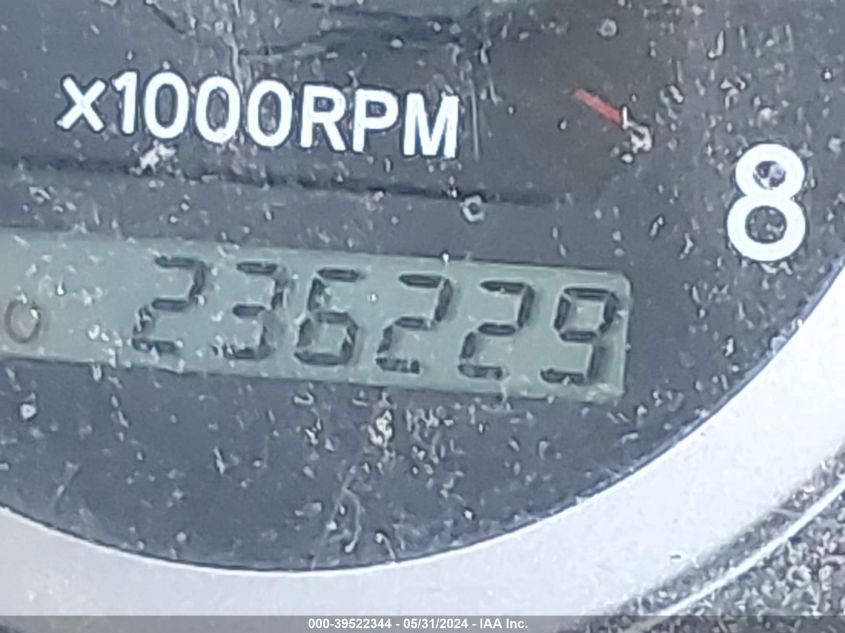 x1000RPM
8
236229
000-39522344 - 05/31/2024 - IAA Inc.